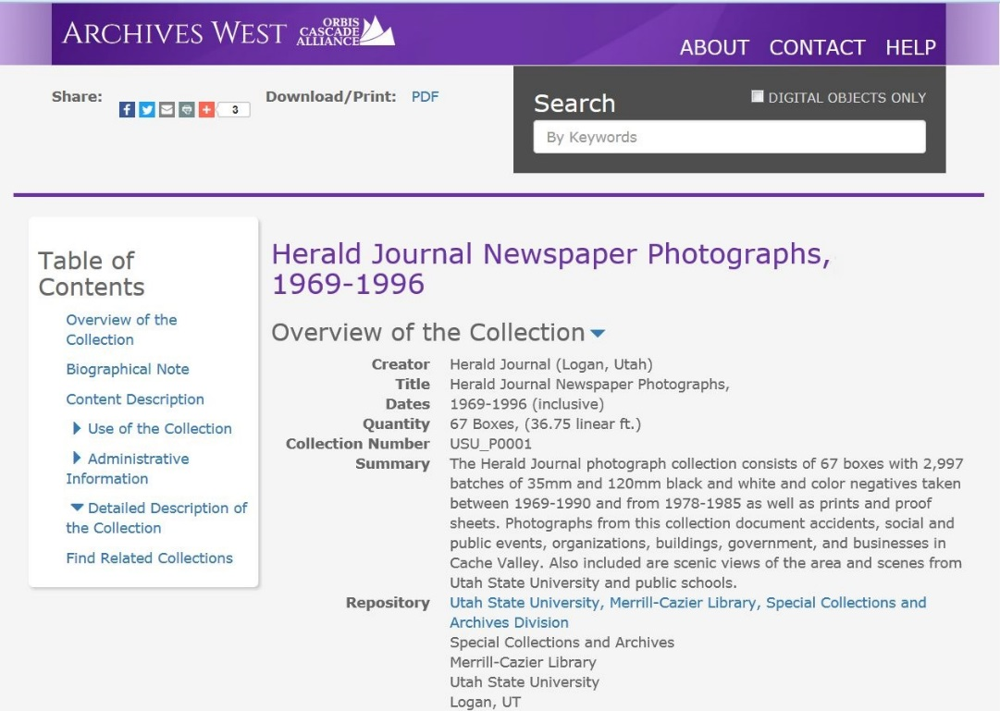 ARCHIVES WEST ORBIS CASCADE ALLIANCE
ABOUT CONTACT HELP
Share:
3
Download/Print: PDF
Search
DIGITAL OBJECTS ONLY
By Keywords
Table of
Contents
Overview of the
Collection
Biographical Note
Content Description
Use of the Collection
Administrative
Information
Detailed Description of
the Collection
Find Related Collections
Herald Journal Newspaper Photographs,
1969-1996
Overview of the Collection
Creator Herald Journal (Logan, Utah)
Title Herald Journal Newspaper Photographs,
Dates 1969-1996 (inclusive)
Quantity 67 Boxes, (36.75 linear ft.)
Collection Number USU_P0001
Summary The Herald Journal photograph collection consists of 67 boxes with 2,997
batches of 35mm and 120mm black and white and color negatives taken
between 1969-1990 and from 1978-1985 as well as prints and proof
sheets. Photographs from this collection document accidents, social and
public events, organizations, buildings, government, and businesses in
Cache Valley. Also included are scenic views of the area and scenes from
Utah State University and public schools.
Repository Utah State University, Merrill-Cazier Library, Special Collections and
Archives Division
Special Collections and Archives
Merrill-Cazier Library
Utah State University
Logan, UT